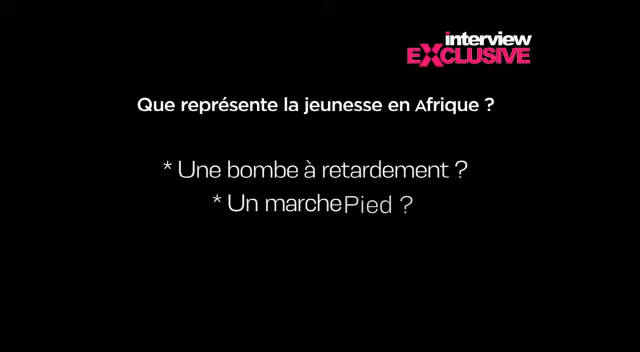 interview
EXCLUSIVE
Que représente la jeunesse en Afrique ?
* Une bombe à retardement ?
* Un marchePied ?